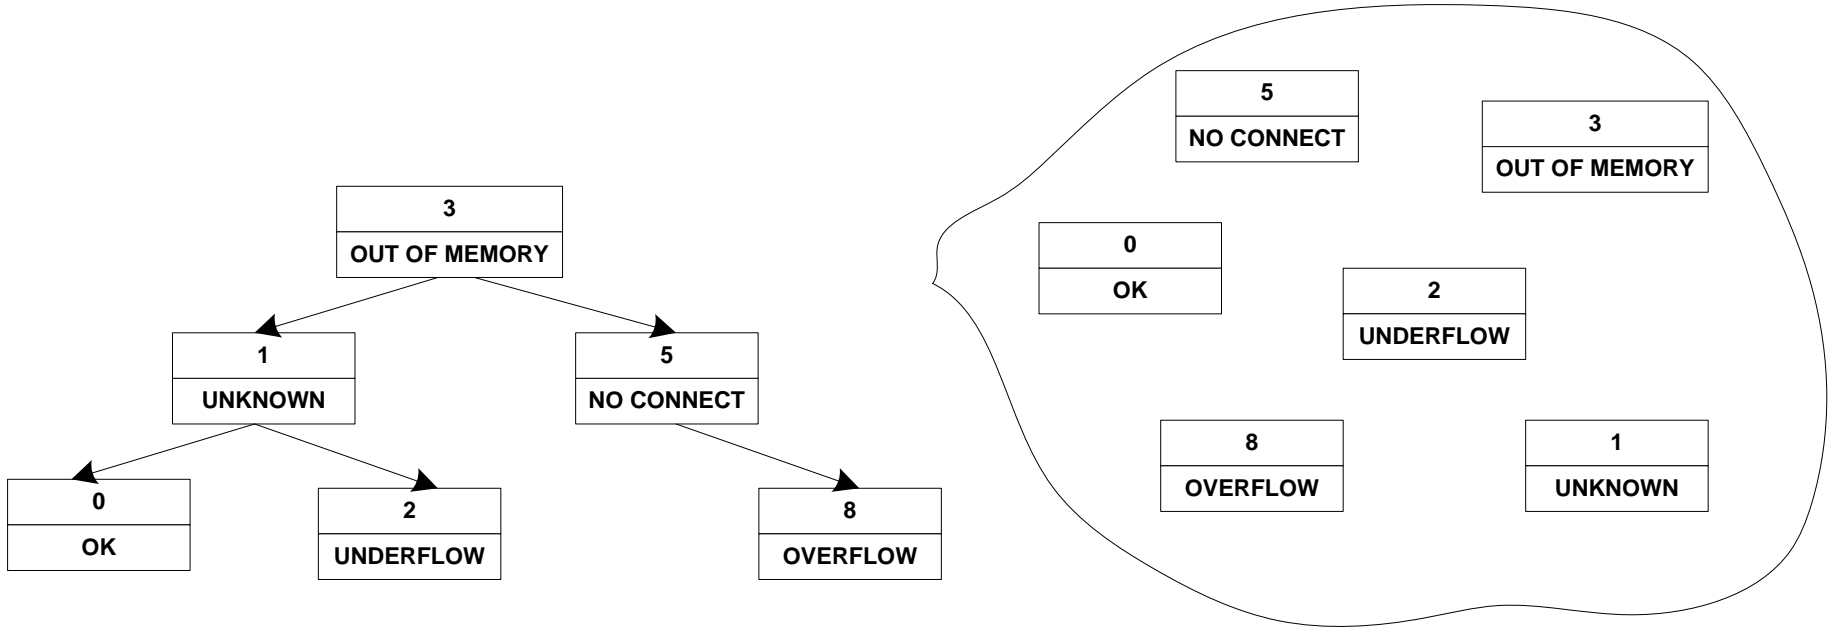 3
OUT OF MEMORY
1
UNKNOWN
5
NO CONNECT
0
OK
2
UNDERFLOW
8
OVERFLOW
5
NO CONNECT
3
OUT OF MEMORY
0
OK
2
UNDERFLOW
8
OVERFLOW
1
UNKNOWN